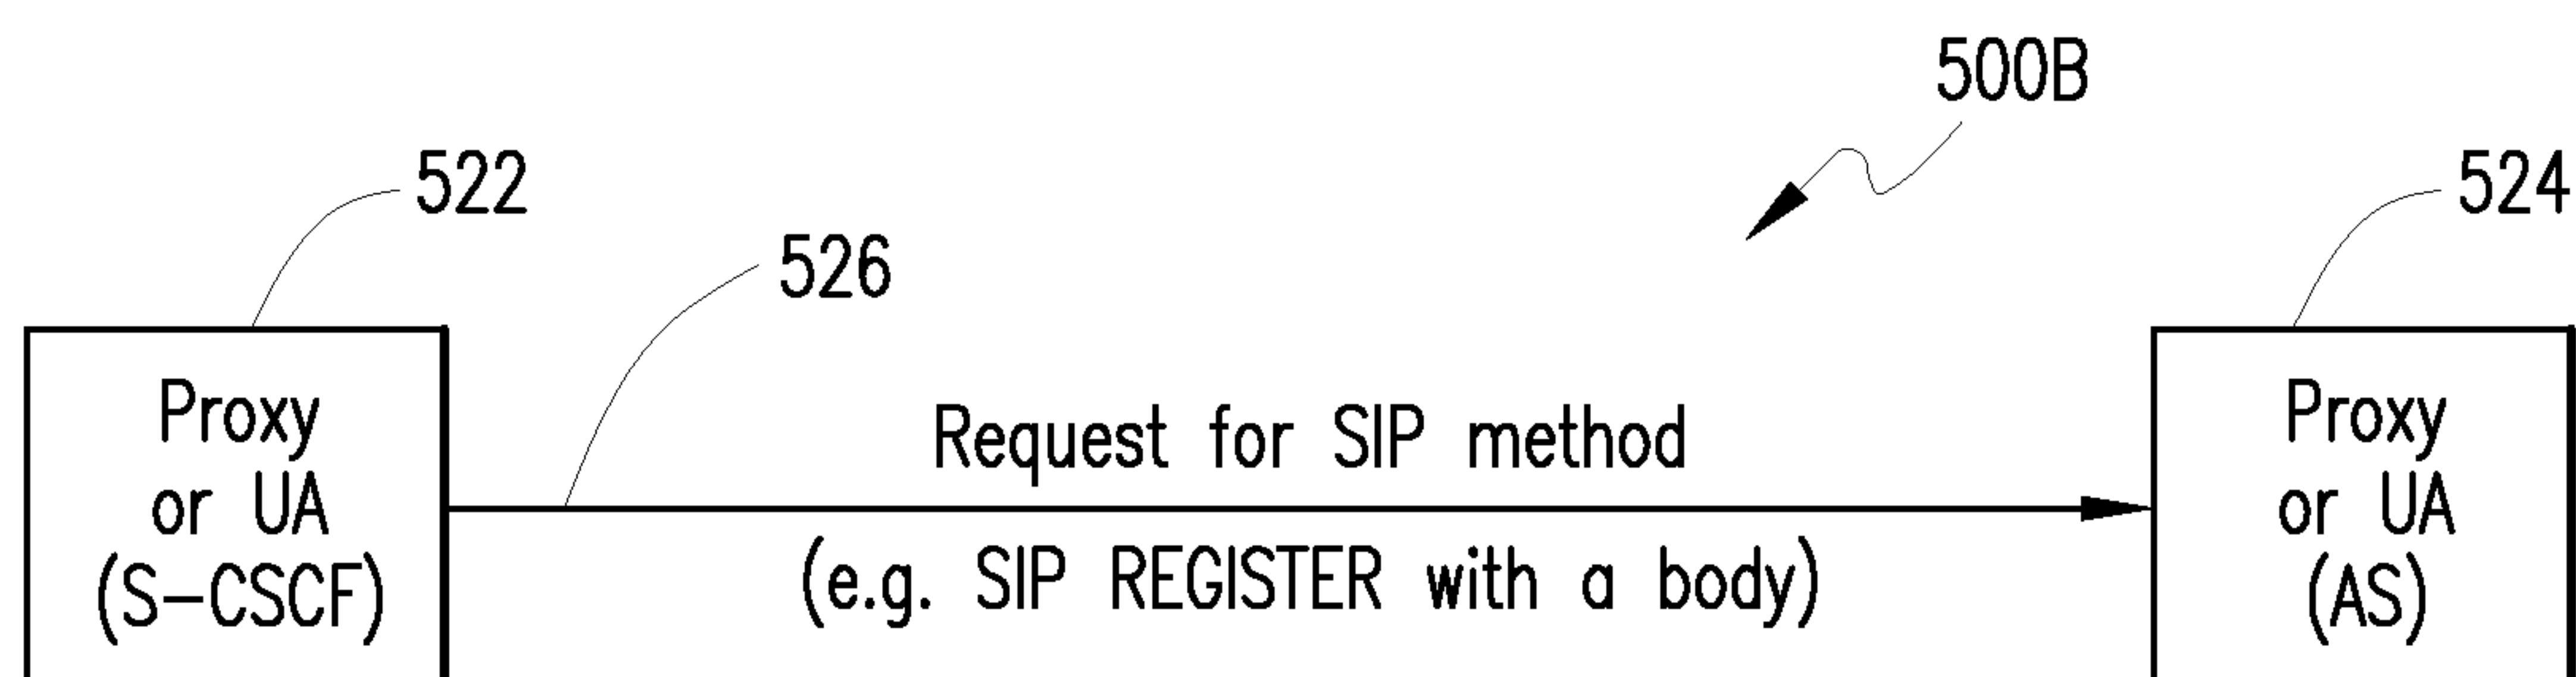 500B
522
524
526
Proxy
or UA
(S-CSCF)
Request for SIP method
(e.g. SIP REGISTER with a body)
Proxy
or UA
(AS)